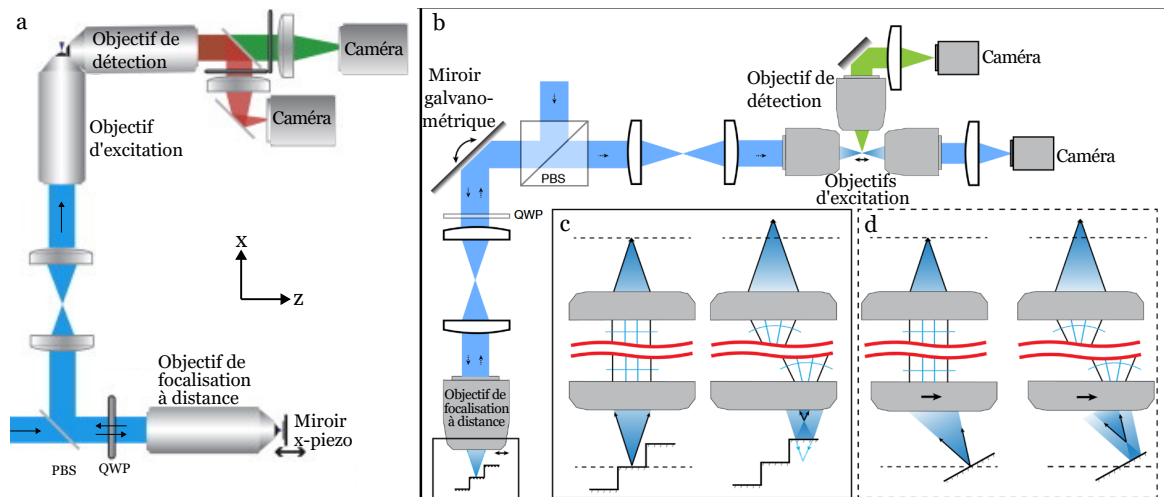 a
Objectif de
détection
Caméra
Caméra
Objectif
d'excitation
x
z
Objectif de
focalisation
à distance
Miroir
x-piezo
PBS
QWP
b
Miroir
galvano-
métrique
Objectif de
détection
Caméra
PBS
Caméra
Objectifs
d'excitation
QWP
Objectif de
focalisation
à distance
c
d